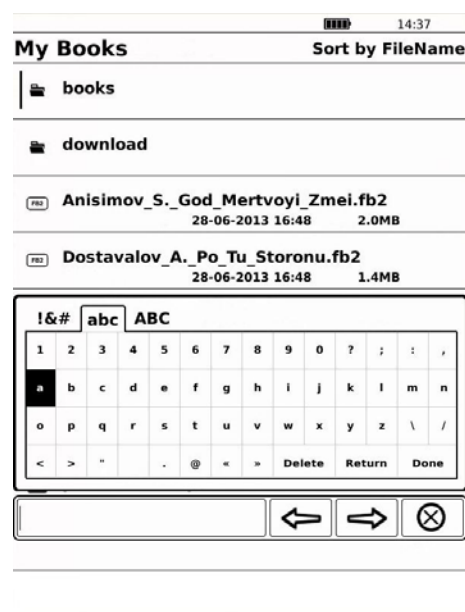 14:37
My Books Sort by FileName
books
download
FB2 Anisimov_S._God_Mertvoyi_Zmei.fb2
28-06-2013 16:48 2.0MB
FB2 Dostavalov_A._Po_Tu_Storonu.fb2
28-06-2013 16:48 1.4MB
!&# abc ABC
1 2 3 4 5 6 7 8 9 0 ? ; : ,
a b c d e f g h i j k l m n
o p q r s t u v w x y z \ /
< > " . @ « » Delete Return Done